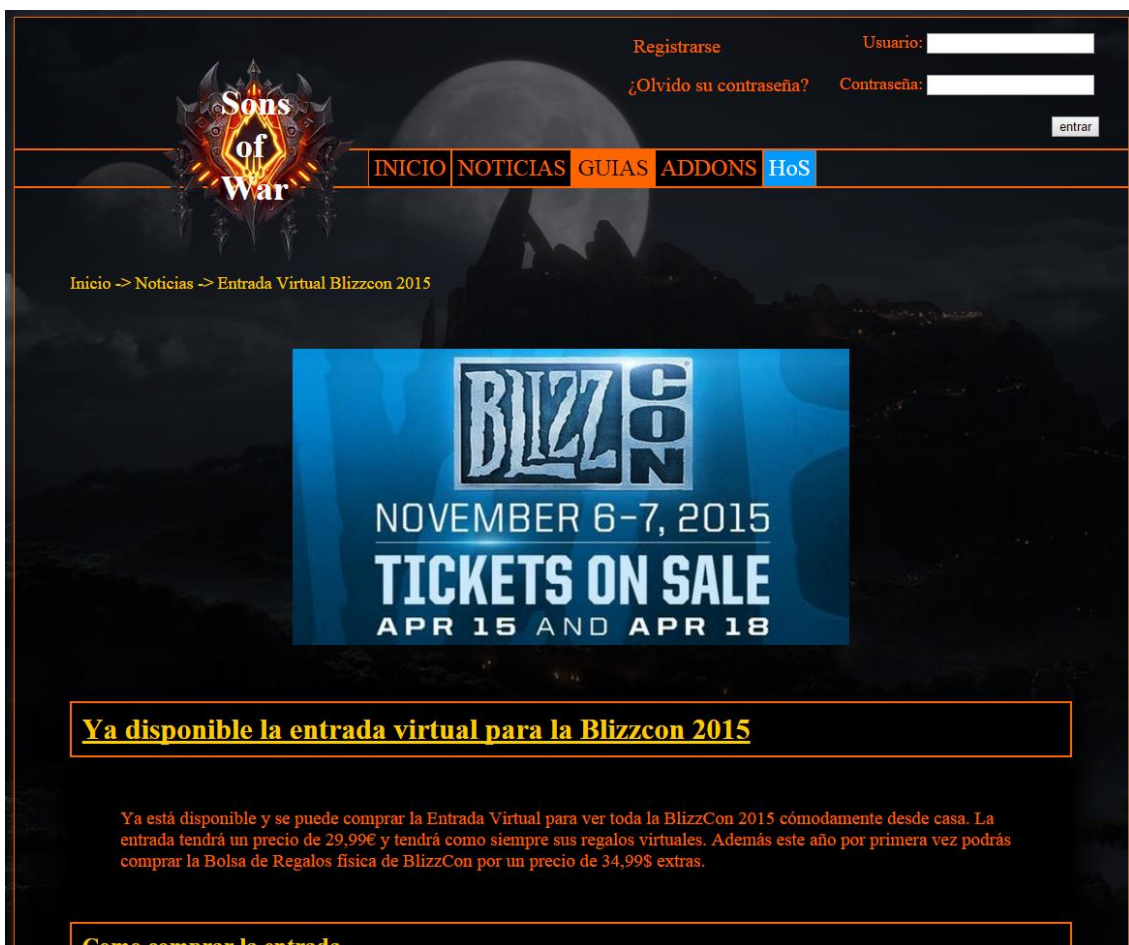 Registrarse
Usuario:
¿Olvido su contraseña?
Contraseña:
entrar
Sons
of
War
INICIO NOTICIAS GUIAS ADDONS HoS
Inicio -> Noticias -> Entrada Virtual Blizzcon 2015
BLIZZCON
NOVEMBER 6-7, 2015
TICKETS ON SALE
APR 15 AND APR 18
Ya disponible la entrada virtual para la Blizzcon 2015
Ya está disponible y se puede comprar la Entrada Virtual para ver toda la BlizzCon 2015 cómodamente desde casa. La
entrada tendrá un precio de 29,99€ y tendrá como siempre sus regalos virtuales. Además este año por primera vez podrás
comprar la Bolsa de Regalos física de BlizzCon por un precio de 34,99$ extras.
Como comprar la entrada